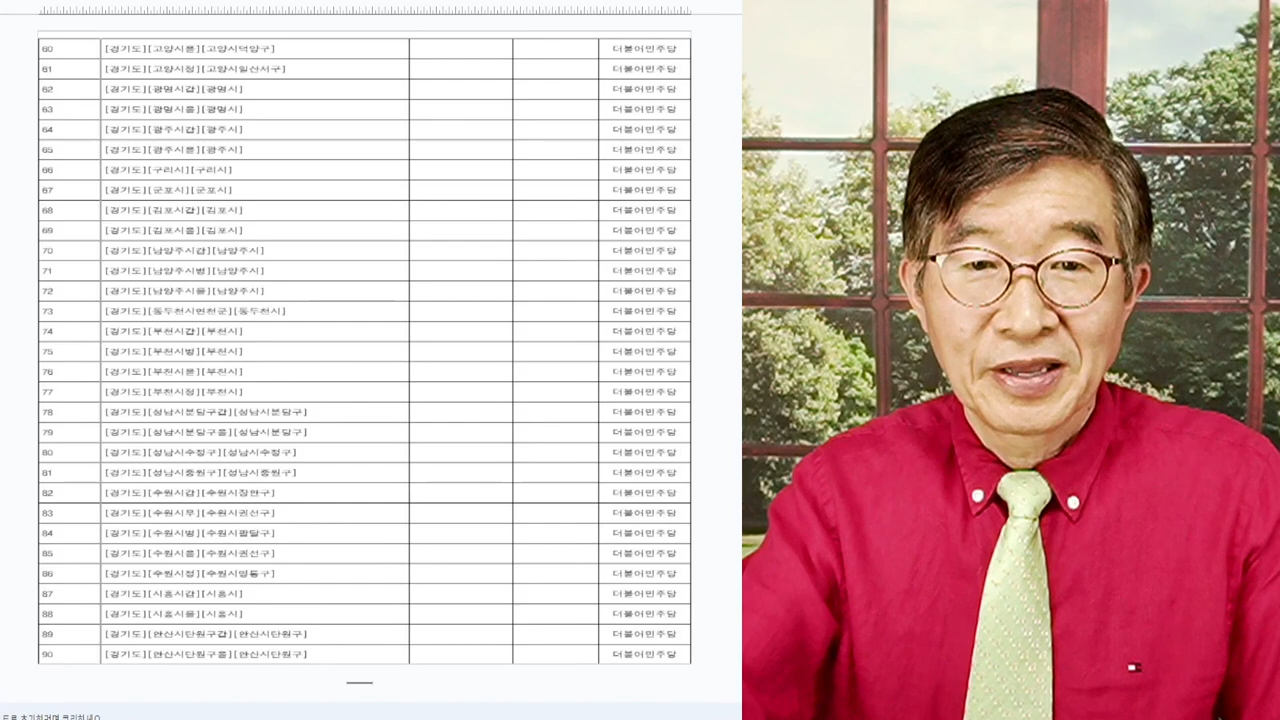 60 [경기도][고양시을][고양시덕양구] 더불어민주당
61 [경기도][고양시정][고양시일산서구] 더불어민주당
62 [경기도][광명시갑][광명시] 더불어민주당
63 [경기도][광명시을][광명시] 더불어민주당
64 [경기도][광주시갑][광주시] 더불어민주당
65 [경기도][광주시을][광주시] 더불어민주당
66 [경기도][구리시][구리시] 더불어민주당
67 [경기도][군포시][군포시] 더불어민주당
68 [경기도][김포시갑][김포시] 더불어민주당
69 [경기도][김포시을][김포시] 더불어민주당
70 [경기도][남양주시갑][남양주시] 더불어민주당
71 [경기도][남양주시병][남양주시] 더불어민주당
72 [경기도][남양주시을][남양주시] 더불어민주당
73 [경기도][동두천시연천군][동두천시] 더불어민주당
74 [경기도][부천시갑][부천시] 더불어민주당
75 [경기도][부천시병][부천시] 더불어민주당
76 [경기도][부천시을][부천시] 더불어민주당
77 [경기도][부천시정][부천시] 더불어민주당
78 [경기도][성남시분당구갑][성남시분당구] 더불어민주당
79 [경기도][성남시분당구을][성남시분당구] 더불어민주당
80 [경기도][성남시수정구][성남시수정구] 더불어민주당
81 [경기도][성남시중원구][성남시중원구] 더불어민주당
82 [경기도][수원시갑][수원시장안구] 더불어민주당
83 [경기도][수원시무][수원시권선구] 더불어민주당
84 [경기도][수원시병][수원시팔달구] 더불어민주당
85 [경기도][수원시을][수원시권선구] 더불어민주당
86 [경기도][수원시정][수원시영통구] 더불어민주당
87 [경기도][시흥시갑][시흥시] 더불어민주당
88 [경기도][시흥시을][시흥시] 더불어민주당
89 [경기도][안산시단원구갑][안산시단원구] 더불어민주당
90 [경기도][안산시단원구을][안산시단원구] 더불어민주당